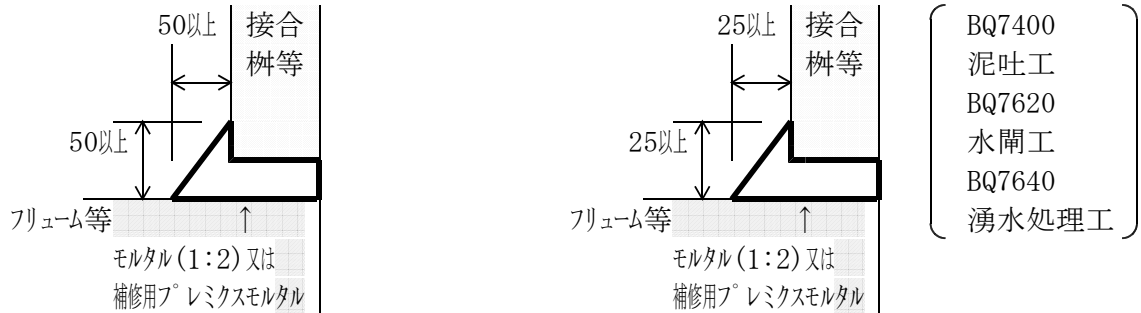 50以上
接合
桝等
50以上
フリューム等
↑
モルタル(1:2)又は
補修用プレミクスモルタル
25以上
接合
桝等
25以上
フリューム等
↑
モルタル(1:2)又は
補修用プレミクスモルタル
BQ7400
泥吐工
BQ7620
水閘工
BQ7640
湧水処理工